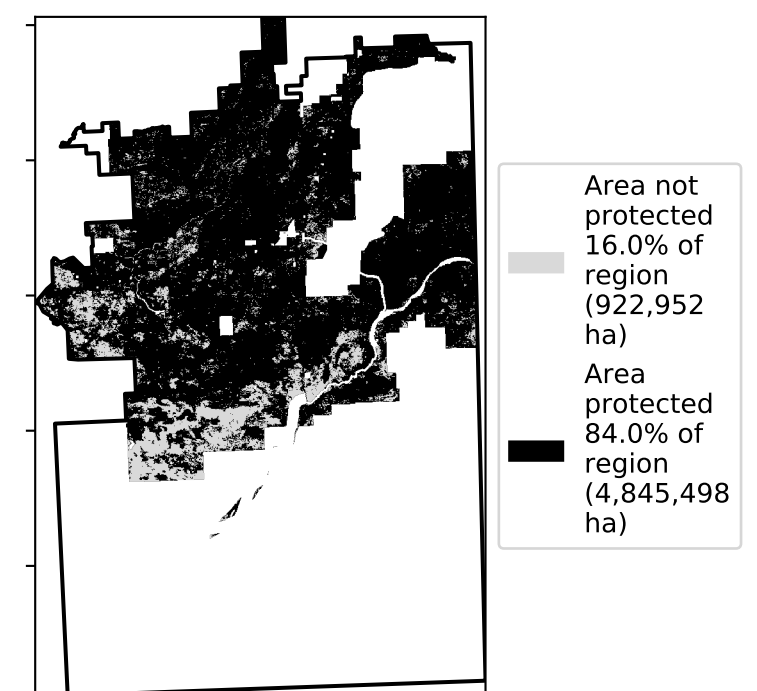 Area not
protected
16.0% of
region
(922,952
ha)
Area
protected
84.0% of
region
(4,845,498
ha)